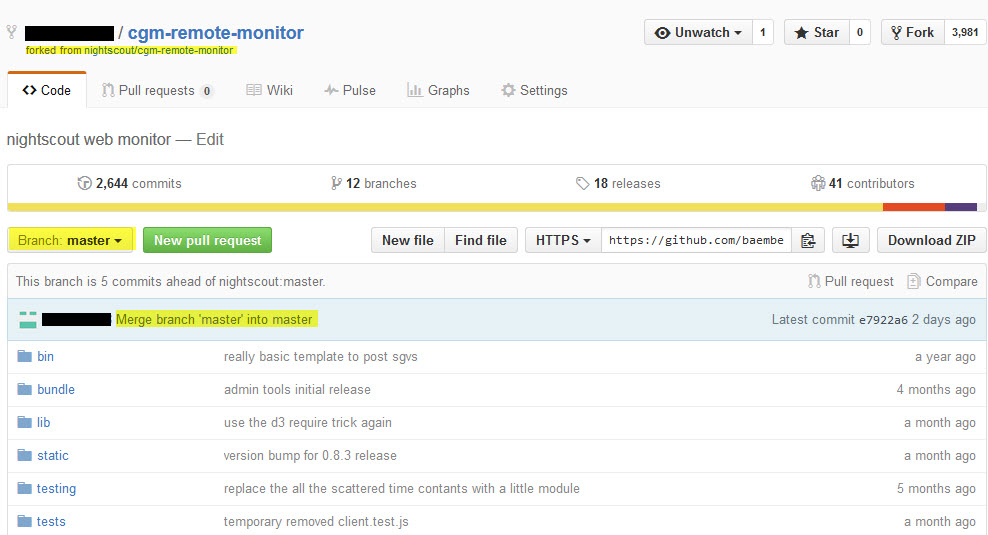 / cgm-remote-monitor
Unwatch 1 Star 0 Fork 3,981
forked from nightscout/cgm-remote-monitor
Code Pull requests 0 Wiki Pulse Graphs Settings
nightscout web monitor — Edit
2,644 commits 12 branches 18 releases 41 contributors
Branch: master New pull request New file Find file HTTPS https://github.com/baembe Download ZIP
This branch is 5 commits ahead of nightscout:master. Pull request Compare
Merge branch 'master' into master Latest commit e7922a6 2 days ago
bin really basic template to post sgvs a year ago
bundle admin tools initial release 4 months ago
lib use the d3 require trick again a month ago
static version bump for 0.8.3 release a month ago
testing replace the all the scattered time contants with a little module 5 months ago
tests temporary removed client.test.js a month ago